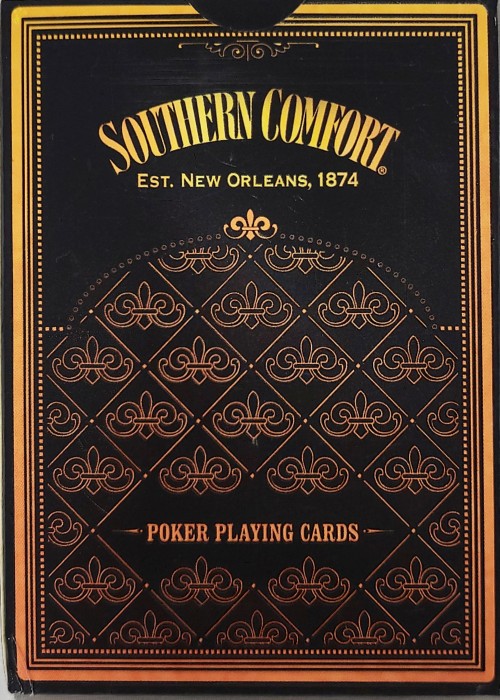 SOUTHERN COMFORT®
EST. NEW ORLEANS, 1874
POKER PLAYING CARDS